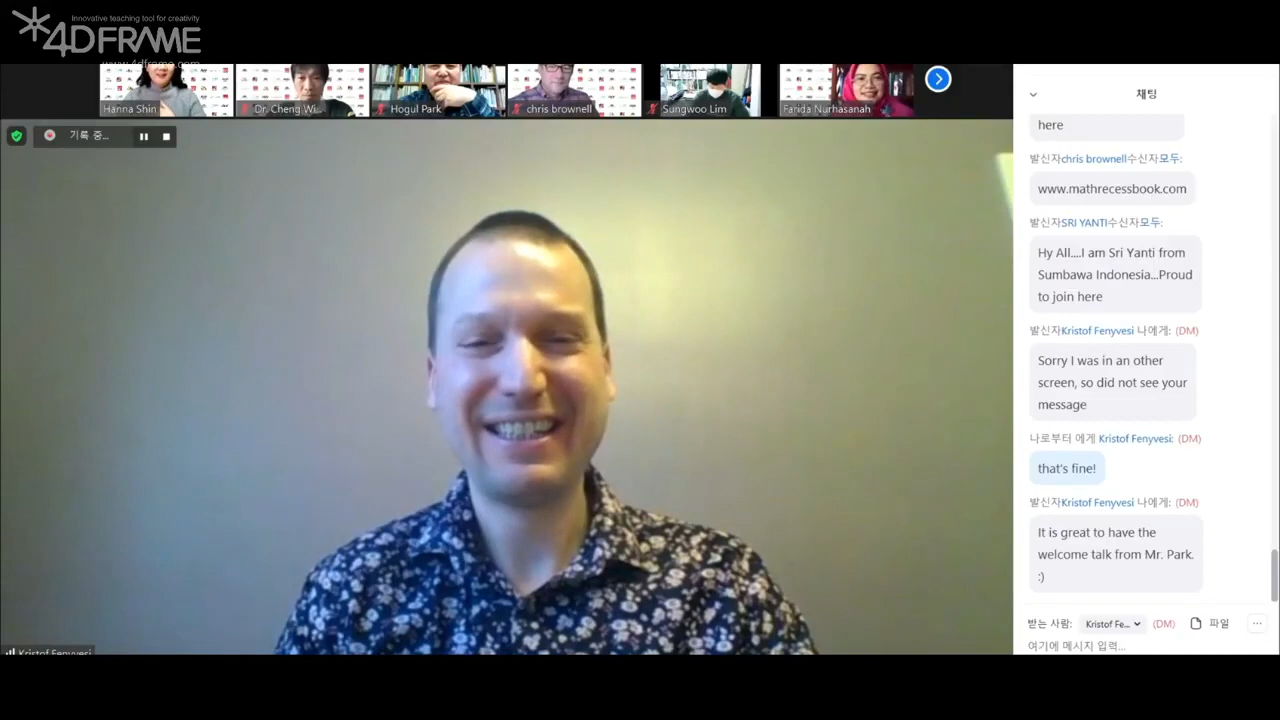 Innovative teaching tool for creativity
4DFRAME
www.4dframe.com
Hanna Shin
Dr. Cheng Wi...
Hogul Park
chris brownell
Sungwoo Lim
Farida Nurhasanah
기록 중...
Kristof Fenyvesi
채팅
here
발신자chris brownell수신자모두:
www.mathrecessbook.com
발신자SRI YANTI수신자모두:
Hy All....I am Sri Yanti from
Sumbawa Indonesia...Proud
to join here
발신자Kristof Fenyvesi 나에게: (DM)
Sorry I was in an other
screen, so did not see your
message
나로부터 에게 Kristof Fenyvesi: (DM)
that's fine!
발신자Kristof Fenyvesi 나에게: (DM)
It is great to have the
welcome talk from Mr. Park.
:)
받는 사람: Kristof Fe... (DM) 파일 ...
여기에 메시지 입력...